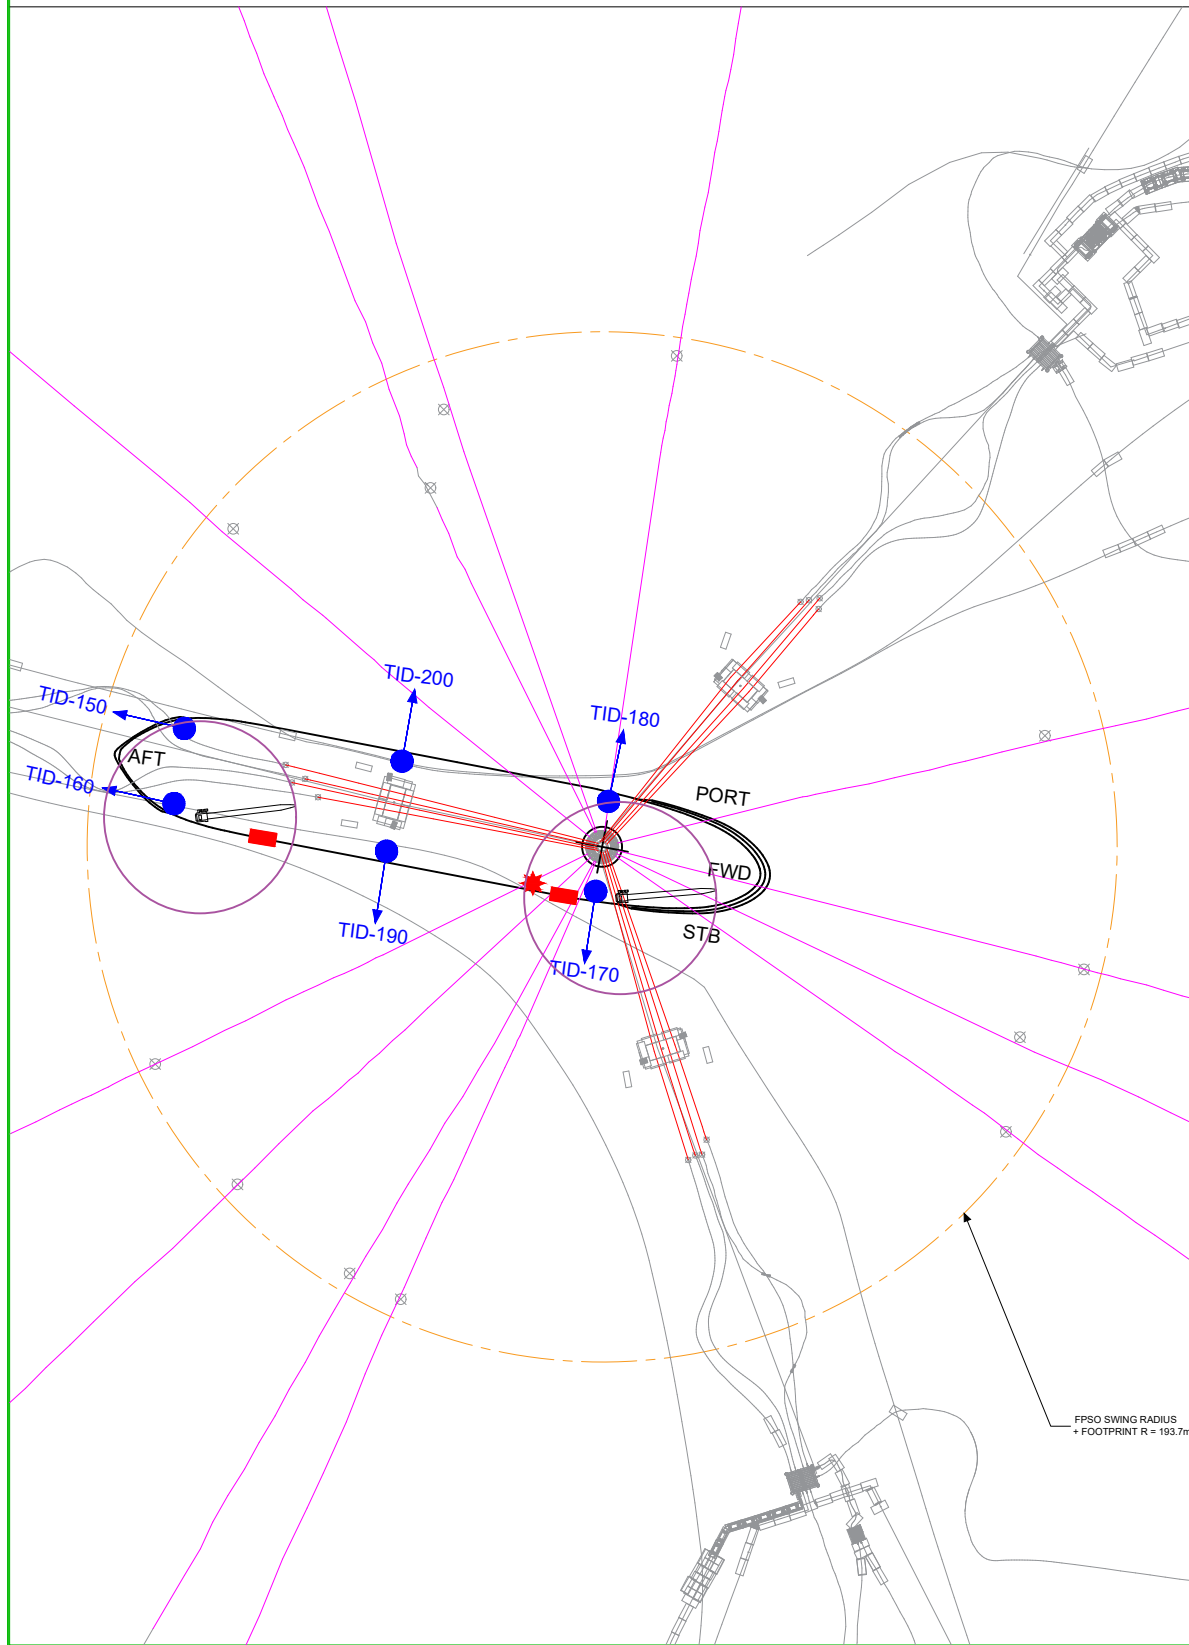 TID-200
TID-150
TID-180
AFT
TID-160
PORT
FWD
TID-190
STB
TID-170
FPSO SWING RADIUS
+ FOOTPRINT R = 193.7m